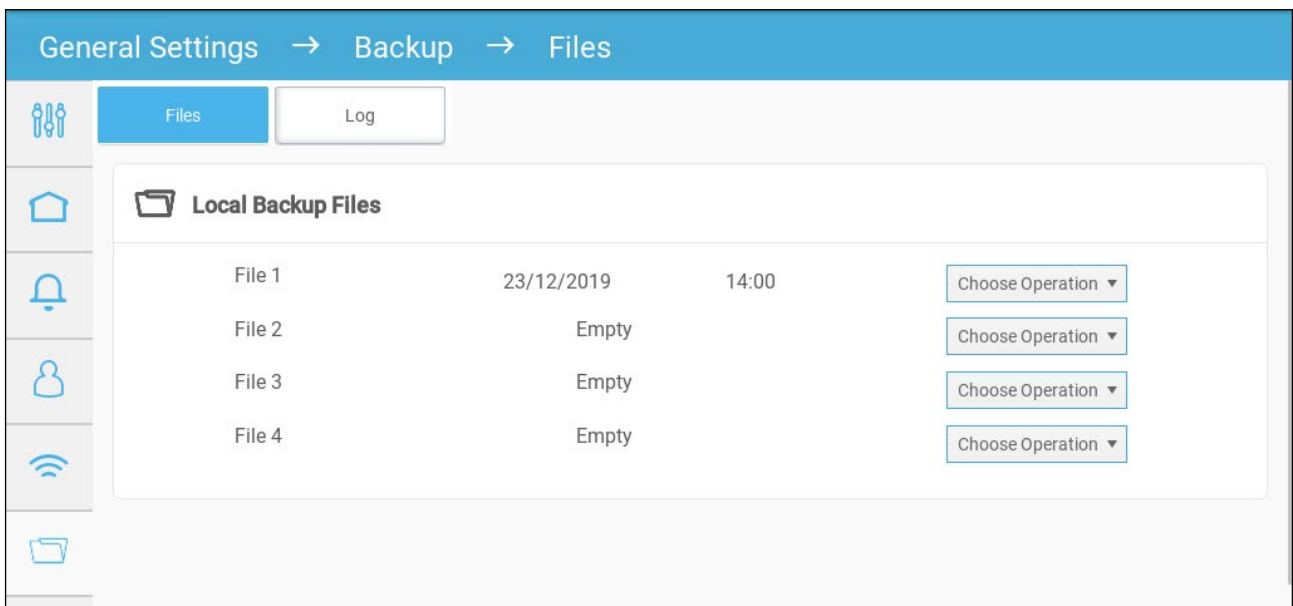 General Settings → Backup → Files
Files Log
Local Backup Files
File 1 23/12/2019 14:00 Choose Operation ▼
File 2 Empty Choose Operation ▼
File 3 Empty Choose Operation ▼
File 4 Empty Choose Operation ▼